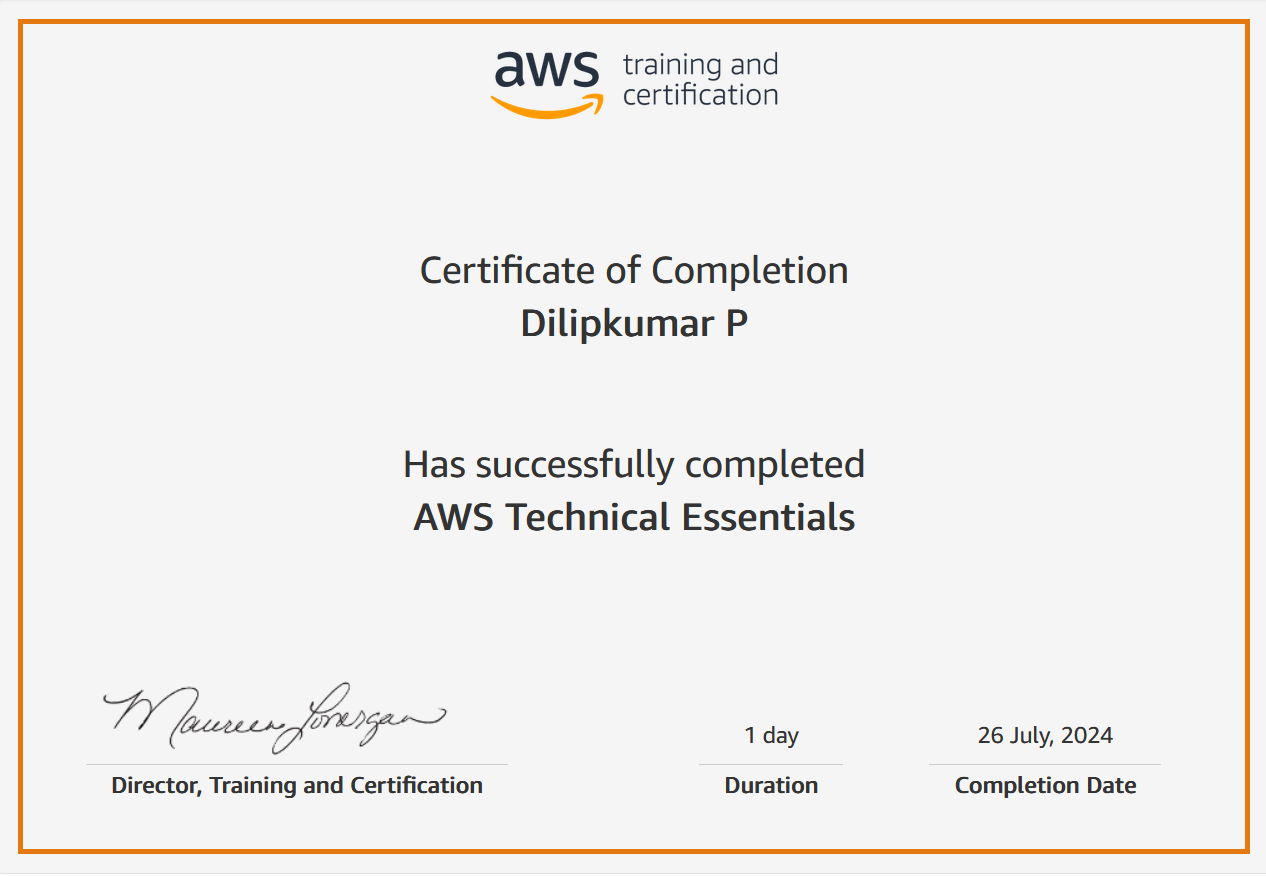 aws
training and
certification
Certificate of Completion
Dilipkumar P
Has successfully completed
AWS Technical Essentials
Maureen Lonergan
1 day
26 July, 2024
Director, Training and Certification
Duration
Completion Date